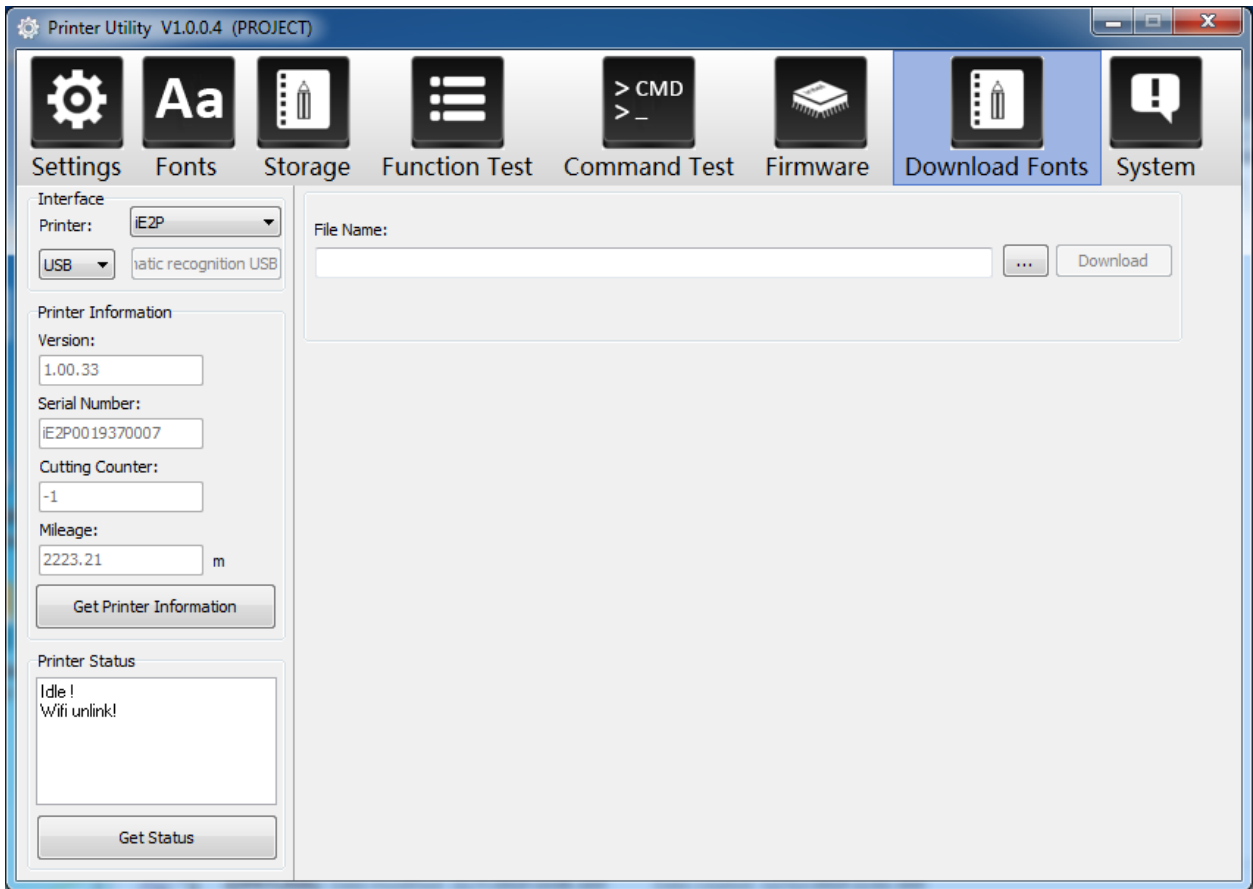 Printer Utility V1.0.0.4 (PROJECT)
> CMD
>_
Aa
Settings Fonts Storage Function Test Command Test Firmware Download Fonts System
Interface
Printer: iE2P
USB natic recognition USB
File Name:
... Download
Printer Information
Version:
1.00.33
Serial Number:
iE2P0019370007
Cutting Counter:
-1
Mileage:
2223.21 m
Get Printer Information
Printer Status
Idle !
Wifi unlink!
Get Status